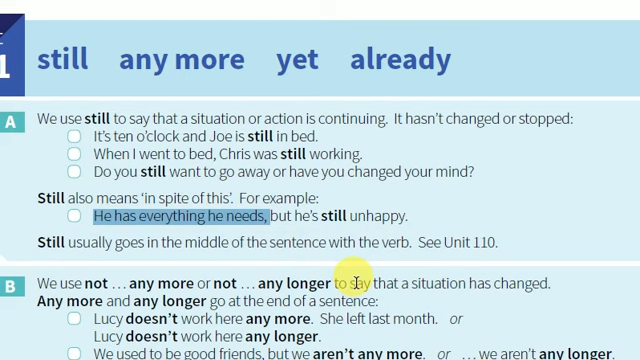 1
still any more yet already
A We use still to say that a situation or action is continuing. It hasn't changed or stopped:
It's ten o'clock and Joe is still in bed.
When I went to bed, Chris was still working.
Do you still want to go away or have you changed your mind?
Still also means 'in spite of this'. For example:
He has everything he needs, but he's still unhappy.
Still usually goes in the middle of the sentence with the verb. See Unit 110.
B We use not … any more or not … any longer to say that a situation has changed.
Any more and any longer go at the end of a sentence:
Lucy doesn't work here any more. She left last month. or
Lucy doesn't work here any longer.
We used to be good friends, but we aren't any more. or … we aren't any longer.